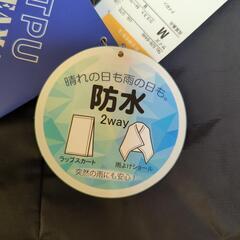 TPU
晴れの日も雨の日も。
防水
2way
ラップスカート
雨よけショール
突然の雨にも安心！
M